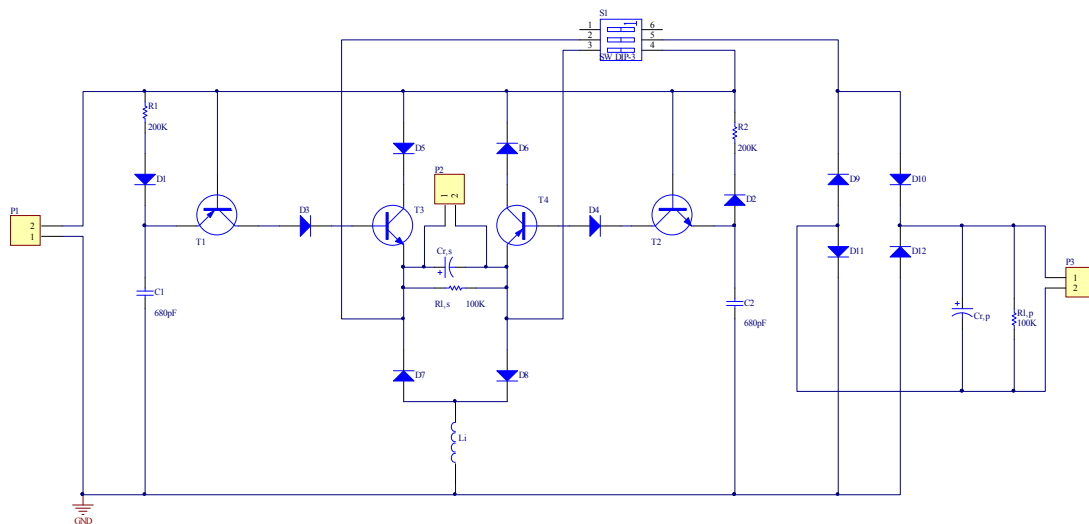 S1
1 6
2 5
3 4
SW DIP-3
R1
200K
R2
200K
D5
D6
P2
1 2
D1
D9
D10
D2
P1
2
1
T3
T4
D3
D4
T1
T2
Cr,s
+
D11
D12
P3
1
2
C1
680pF
Rl,s 100K
C2
680pF
+
Cr,p
Rl,p
100K
D7
D8
Li
GND